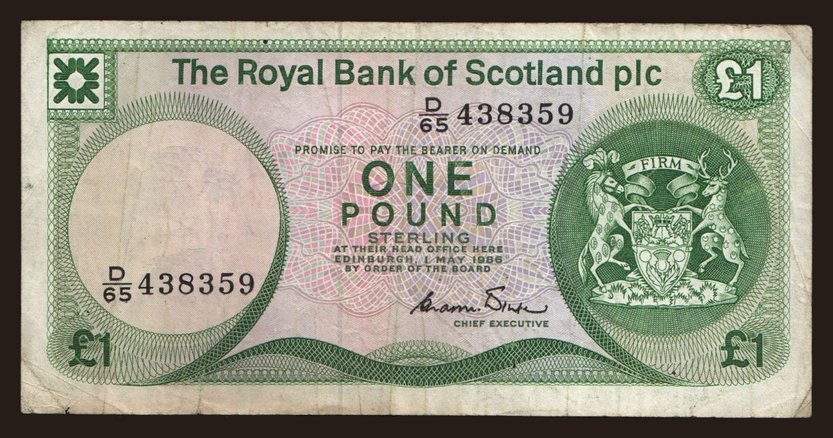 The Royal Bank of Scotland plc
£1
D/65 438359
PROMISE TO PAY THE BEARER ON DEMAND
ONE
POUND
STERLING
AT THEIR HEAD OFFICE HERE
EDINBURGH, 1 MAY 1986
BY ORDER OF THE BOARD
FIRM
D/65 438359
CHIEF EXECUTIVE
£1
£1